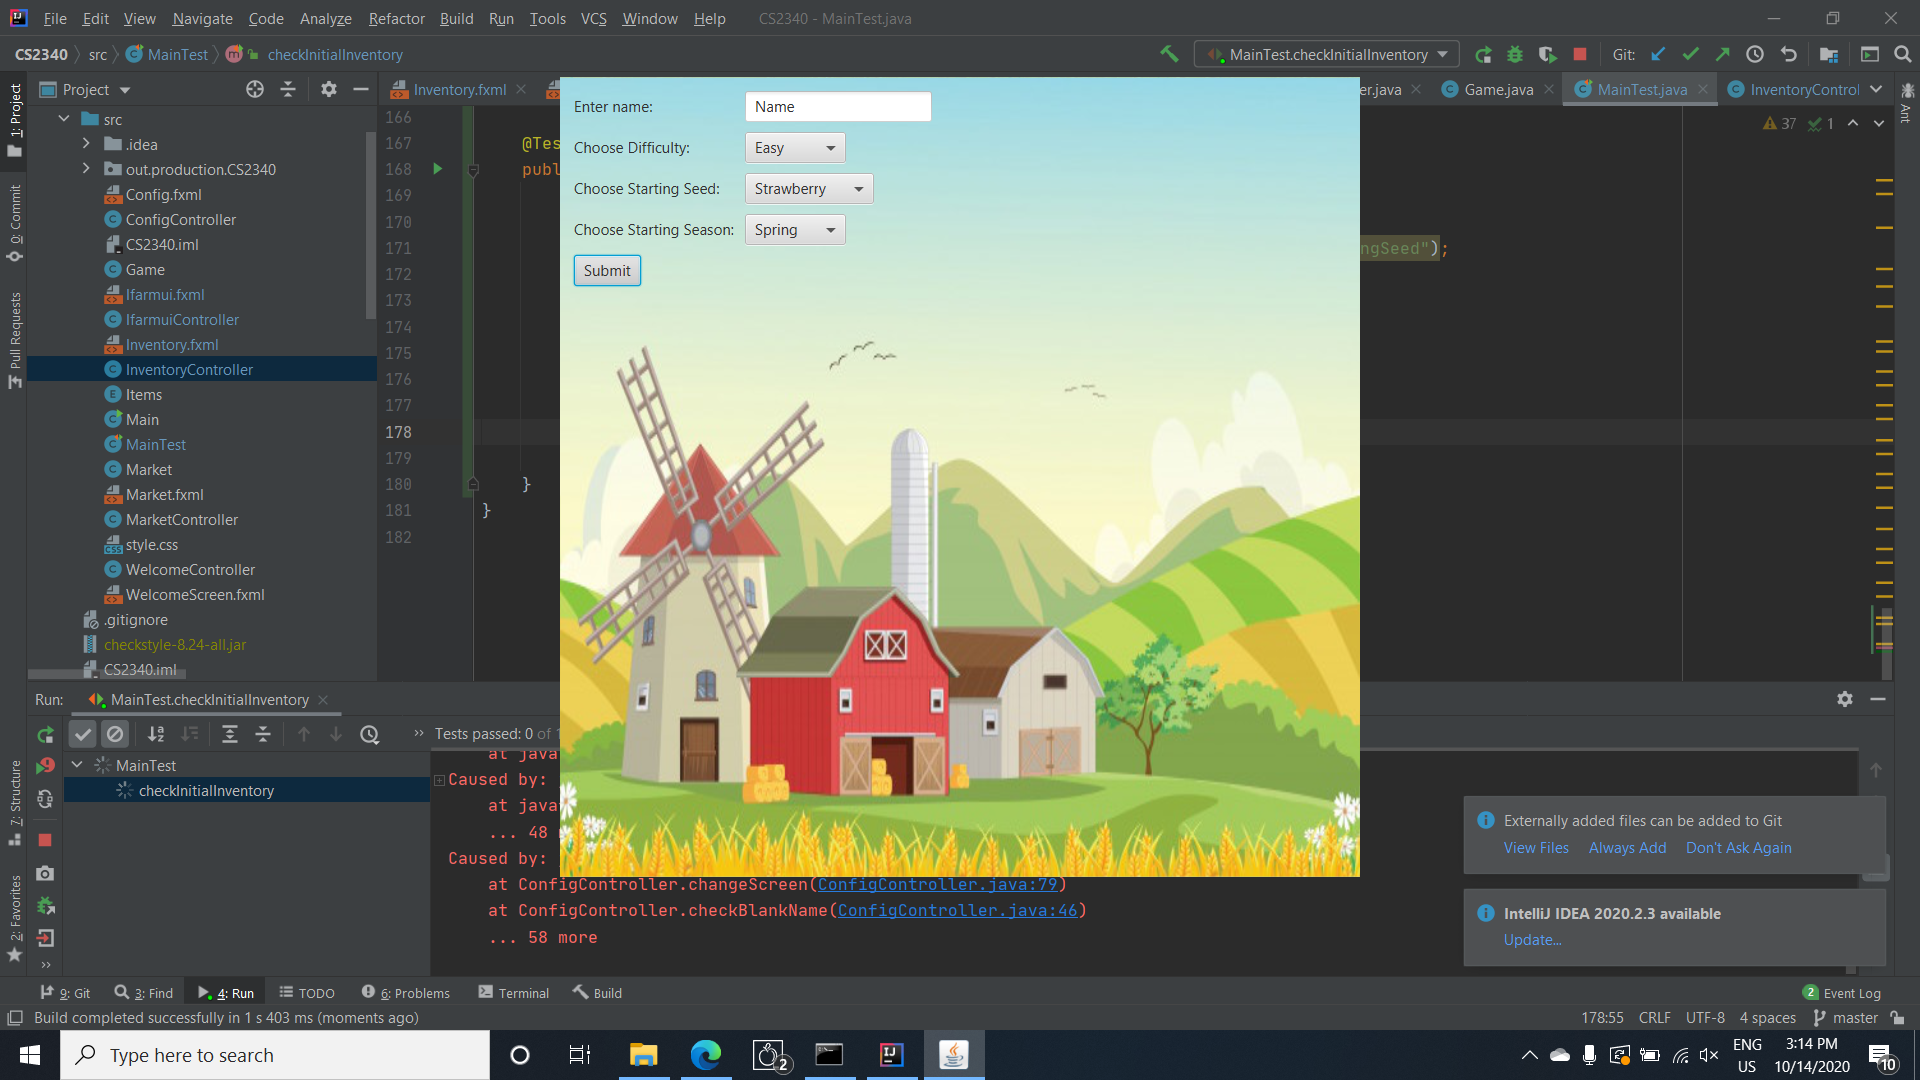 File Edit View Navigate Code Analyze Refactor Build Run Tools VCS Window Help CS2340 - MainTest.java
CS2340 src MainTest checkInitialInventory MainTest.checkInitialInventory Git:
1: Project
0: Commit
Pull Requests
7: Structure
2: Favorites
Ant
Project
Inventory.fxml
er.java Game.java MainTest.java InventoryControl
37 1
src
.idea
out.production.CS2340
Config.fxml
ConfigController
CS2340.iml
Game
Ifarmui.fxml
IfarmuiController
Inventory.fxml
InventoryController
Items
Main
MainTest
Market
Market.fxml
MarketController
style.css
WelcomeController
WelcomeScreen.fxml
.gitignore
checkstyle-8.24-all.jar
CS2340.iml
166
167 @Tes
168 publ
169
170
171 ngSeed");
172
173
174
175
176
177
178
179
180 }
181 }
182
Enter name: Name
Choose Difficulty: Easy
Choose Starting Seed: Strawberry
Choose Starting Season: Spring
Submit
Run: MainTest.checkInitialInventory
Tests passed: 0 of 1
MainTest
checkInitialInventory
at java
Caused by:
at java
... 48
Caused by:
at ConfigController.changeScreen(ConfigController.java:79)
at ConfigController.checkBlankName(ConfigController.java:46)
... 58 more
Externally added files can be added to Git
View Files Always Add Don't Ask Again
IntelliJ IDEA 2020.2.3 available
Update...
9: Git 3: Find 4: Run TODO 6: Problems Terminal Build 2 Event Log
Build completed successfully in 1 s 403 ms (moments ago) 178:55 CRLF UTF-8 4 spaces master
Type here to search
2
ENG
US
3:14 PM
10/14/2020
10